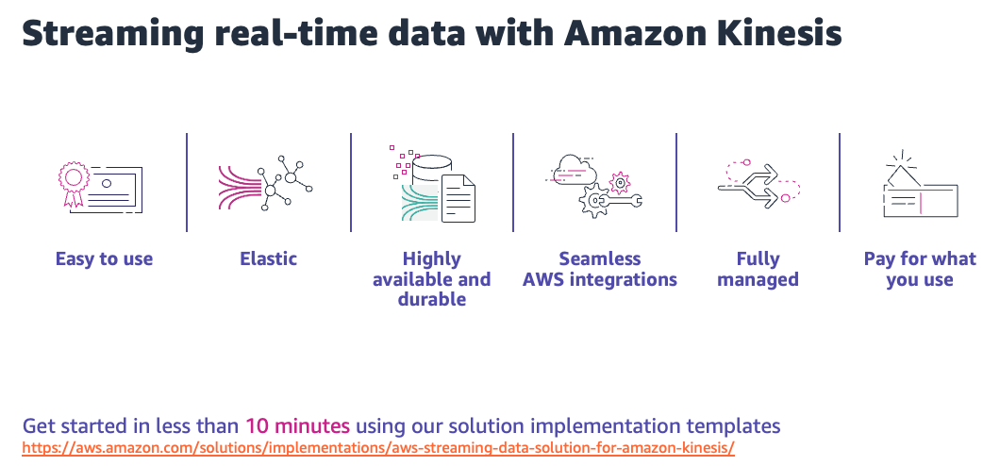 Streaming real-time data with Amazon Kinesis
Easy to use
Elastic
Highly
available and
durable
Seamless
AWS integrations
Fully
managed
Pay for what
you use
Get started in less than 10 minutes using our solution implementation templates
https://aws.amazon.com/solutions/implementations/aws-streaming-data-solution-for-amazon-kinesis/